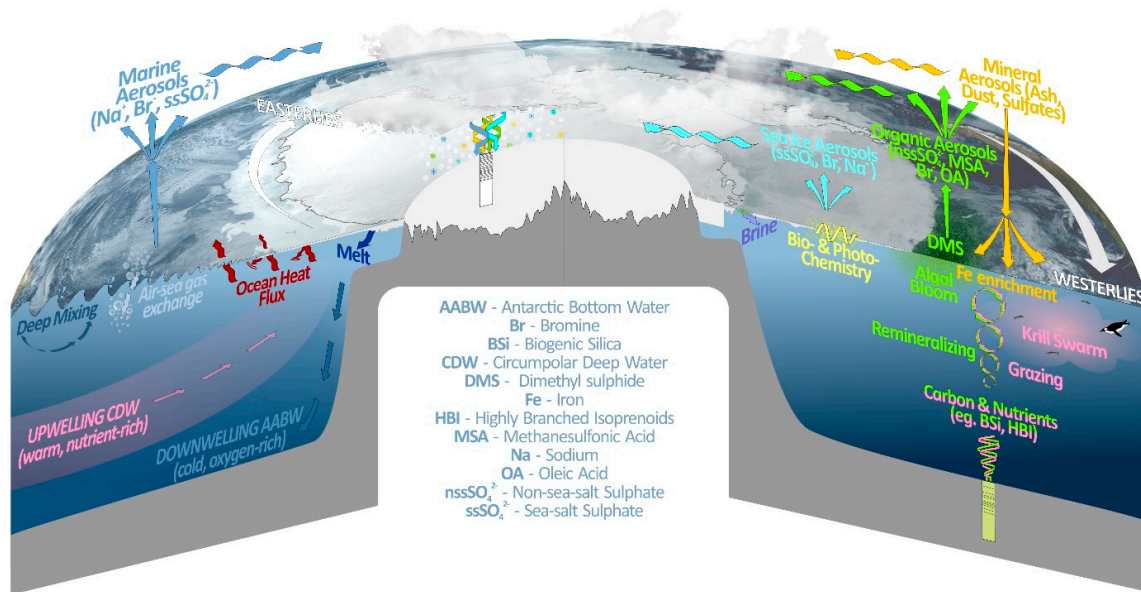 Marine
Aerosols
(Na⁺, Br⁻, ssSO₄²⁻)
EASTERLIES
Mineral
Aerosols (Ash,
Dust, Sulfates)
Organic Aerosols
(nssSO₄²⁻, MSA,
Br, OA)
Sea Ice Aerosols
(ssSO₄²⁻, Br, Na⁺)
DMS
Brine
Bio- & Photo-
Chemistry
Melt
Ocean Heat
Flux
Air-sea gas
exchange
Deep Mixing
Algal
Bloom
Fe enrichment
WESTERLIES
Krill Swarm
Remineralizing
Grazing
Carbon & Nutrients
(eg. BSi, HBI)
UPWELLING CDW
(warm, nutrient-rich)
DOWNWELLING AABW
(cold, oxygen-rich)
AABW - Antarctic Bottom Water
Br - Bromine
BSi - Biogenic Silica
CDW - Circumpolar Deep Water
DMS - Dimethyl sulphide
Fe - Iron
HBI - Highly Branched Isoprenoids
MSA - Methanesulfonic Acid
Na - Sodium
OA - Oleic Acid
nssSO₄²⁻ - Non-sea-salt Sulphate
ssSO₄²⁻ - Sea-salt Sulphate